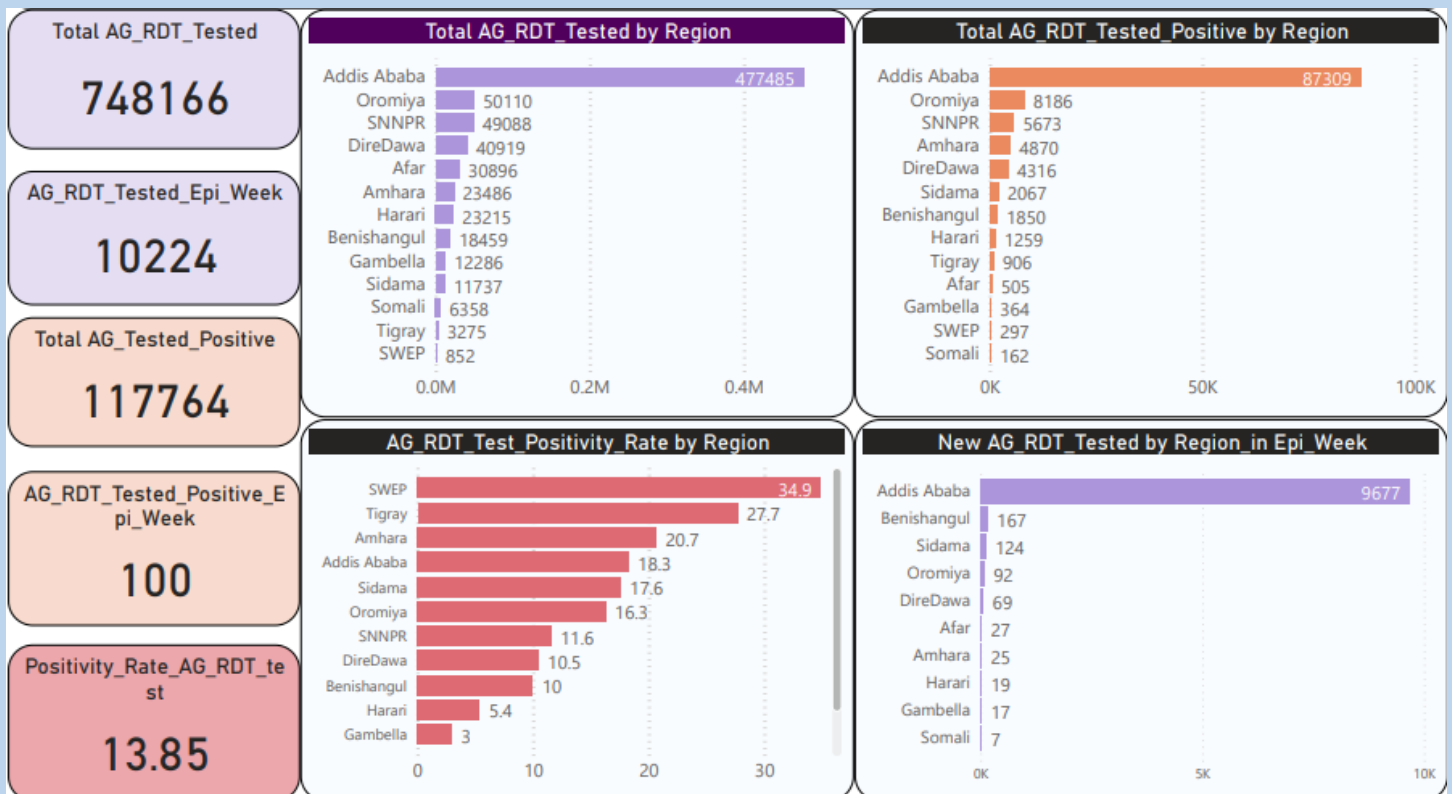 Total AG_RDT_Tested
748166
AG_RDT_Tested_Epi_Week
10224
Total AG_Tested_Positive
117764
AG_RDT_Tested_Positive_E
pi_Week
100
Positivity_Rate_AG_RDT_te
st
13.85
Total AG_RDT_Tested by Region
Addis Ababa 477485
Oromiya 50110
SNNPR 49088
DireDawa 40919
Afar 30896
Amhara 23486
Harari 23215
Benishangul 18459
Gambella 12286
Sidama 11737
Somali 6358
Tigray 3275
SWEP 852
0.0M 0.2M 0.4M
Total AG_RDT_Tested_Positive by Region
Addis Ababa 87309
Oromiya 8186
SNNPR 5673
Amhara 4870
DireDawa 4316
Sidama 2067
Benishangul 1850
Harari 1259
Tigray 906
Afar 505
Gambella 364
SWEP 297
Somali 162
0K 50K 100K
AG_RDT_Test_Positivity_Rate by Region
SWEP 34.9
Tigray 27.7
Amhara 20.7
Addis Ababa 18.3
Sidama 17.6
Oromiya 16.3
SNNPR 11.6
DireDawa 10.5
Benishangul 10
Harari 5.4
Gambella 3
0 10 20 30
New AG_RDT_Tested by Region_in Epi_Week
Addis Ababa 9677
Benishangul 167
Sidama 124
Oromiya 92
DireDawa 69
Afar 27
Amhara 25
Harari 19
Gambella 17
Somali 7
0K 5K 10K